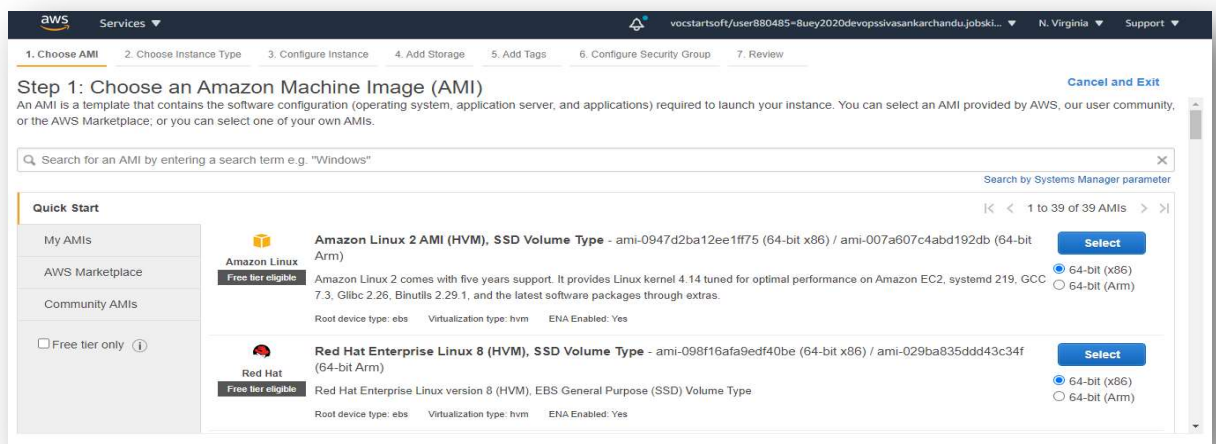 aws Services ▼ vocstartsoft/user880485=8uey2020devopssivasankarchandu.jobski... ▼ N. Virginia ▼ Support ▼
1. Choose AMI 2. Choose Instance Type 3. Configure Instance 4. Add Storage 5. Add Tags 6. Configure Security Group 7. Review
Step 1: Choose an Amazon Machine Image (AMI)
Cancel and Exit
An AMI is a template that contains the software configuration (operating system, application server, and applications) required to launch your instance. You can select an AMI provided by AWS, our user community,
or the AWS Marketplace; or you can select one of your own AMIs.
Search for an AMI by entering a search term e.g. "Windows"
Search by Systems Manager parameter
Quick Start
1 to 39 of 39 AMIs
My AMIs
AWS Marketplace
Community AMIs
Free tier only
Amazon Linux
Free tier eligible
Amazon Linux 2 AMI (HVM), SSD Volume Type - ami-0947d2ba12ee1ff75 (64-bit x86) / ami-007a607c4abd192db (64-bit
Arm)
Amazon Linux 2 comes with five years support. It provides Linux kernel 4.14 tuned for optimal performance on Amazon EC2, systemd 219, GCC
7.3, Glibc 2.26, Binutils 2.29.1, and the latest software packages through extras.
Root device type: ebs Virtualization type: hvm ENA Enabled: Yes
Select
64-bit (x86)
64-bit (Arm)
Red Hat
Free tier eligible
Red Hat Enterprise Linux 8 (HVM), SSD Volume Type - ami-098f16afa9edf40be (64-bit x86) / ami-029ba835ddd43c34f
(64-bit Arm)
Red Hat Enterprise Linux version 8 (HVM), EBS General Purpose (SSD) Volume Type
Root device type: ebs Virtualization type: hvm ENA Enabled: Yes
Select
64-bit (x86)
64-bit (Arm)